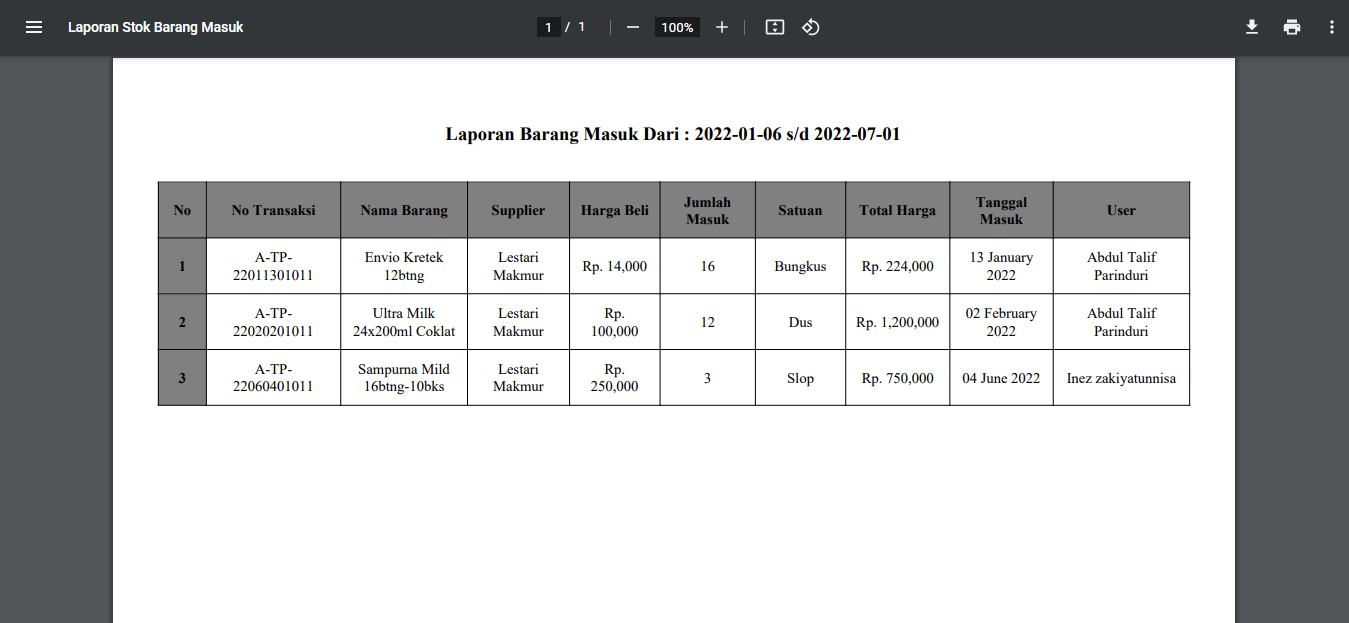 Laporan Stok Barang Masuk
1 / 1
100%
Laporan Barang Masuk Dari : 2022-01-06 s/d 2022-07-01
No
No Transaksi
Nama Barang
Supplier
Harga Beli
Jumlah
Masuk
Satuan
Total Harga
Tanggal
Masuk
User
1
A-TP-
22011301011
Envio Kretek
12btng
Lestari
Makmur
Rp. 14,000
16
Bungkus
Rp. 224,000
13 January
2022
Abdul Talif
Parinduri
2
A-TP-
22020201011
Ultra Milk
24x200ml Coklat
Lestari
Makmur
Rp.
100,000
12
Dus
Rp. 1,200,000
02 February
2022
Abdul Talif
Parinduri
3
A-TP-
22060401011
Sampurna Mild
16btng-10bks
Lestari
Makmur
Rp.
250,000
3
Slop
Rp. 750,000
04 June 2022
Inez zakiyatunnisa